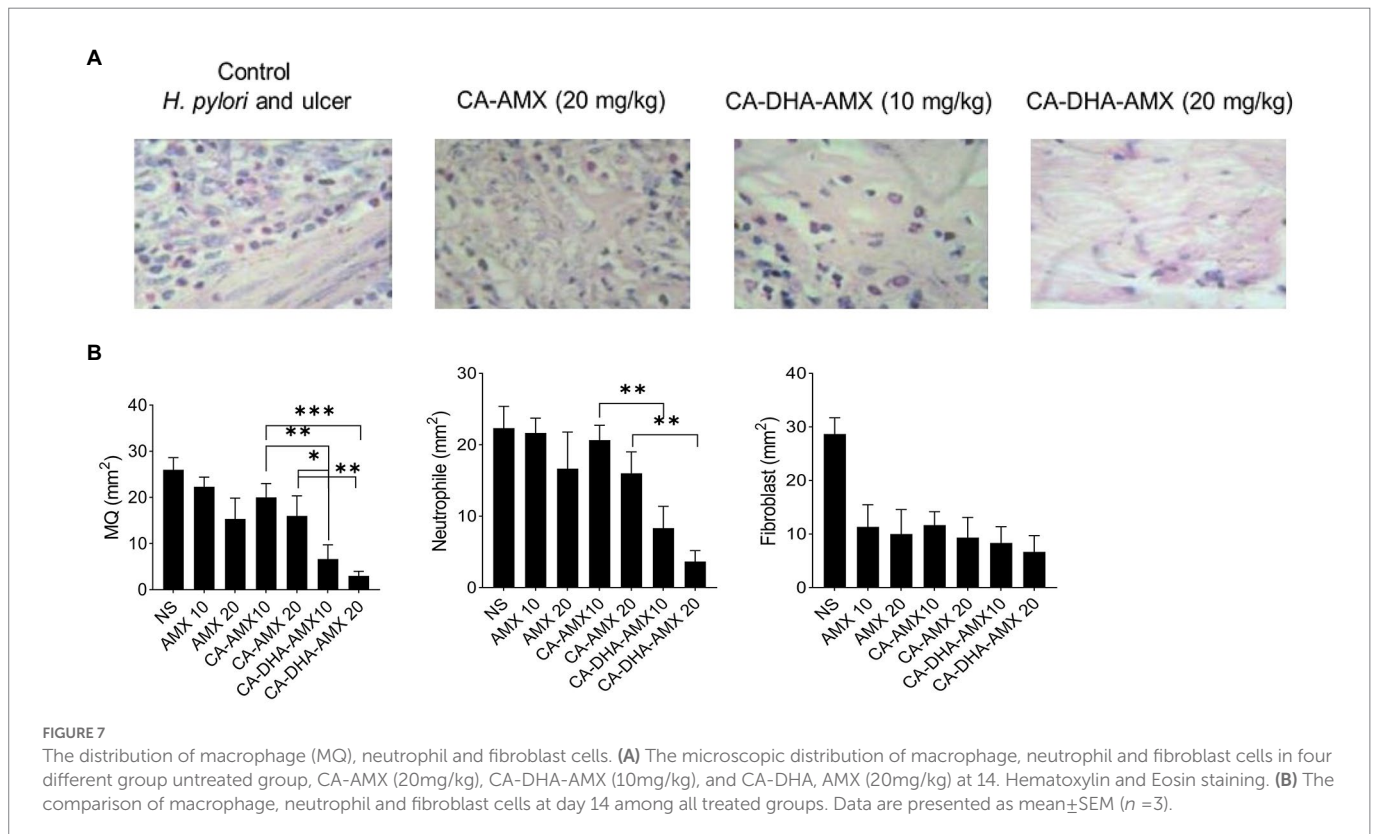 A
Control
H. pylori and ulcer
CA-AMX (20 mg/kg)
CA-DHA-AMX (10 mg/kg)
CA-DHA-AMX (20 mg/kg)
B
MQ (mm²)
40
30
20
10
0
***
**
*
**
NS
AMX 10
AMX 20
CA-AMX10
CA-AMX 20
CA-DHA-AMX10
CA-DHA-AMX 20
Neutrophile (mm²)
30
20
10
0
**
**
NS
AMX 10
AMX 20
CA-AMX10
CA-AMX 20
CA-DHA-AMX10
CA-DHA-AMX 20
Fibroblast (mm²)
40
30
20
10
0
NS
AMX 10
AMX 20
CA-AMX10
CA-AMX 20
CA-DHA-AMX10
CA-DHA-AMX 20
FIGURE 7
The distribution of macrophage (MQ), neutrophil and fibroblast cells. (A) The microscopic distribution of macrophage, neutrophil and fibroblast cells in four
different group untreated group, CA-AMX (20mg/kg), CA-DHA-AMX (10mg/kg), and CA-DHA, AMX (20mg/kg) at 14. Hematoxylin and Eosin staining. (B) The
comparison of macrophage, neutrophil and fibroblast cells at day 14 among all treated groups. Data are presented as mean±SEM (n =3).